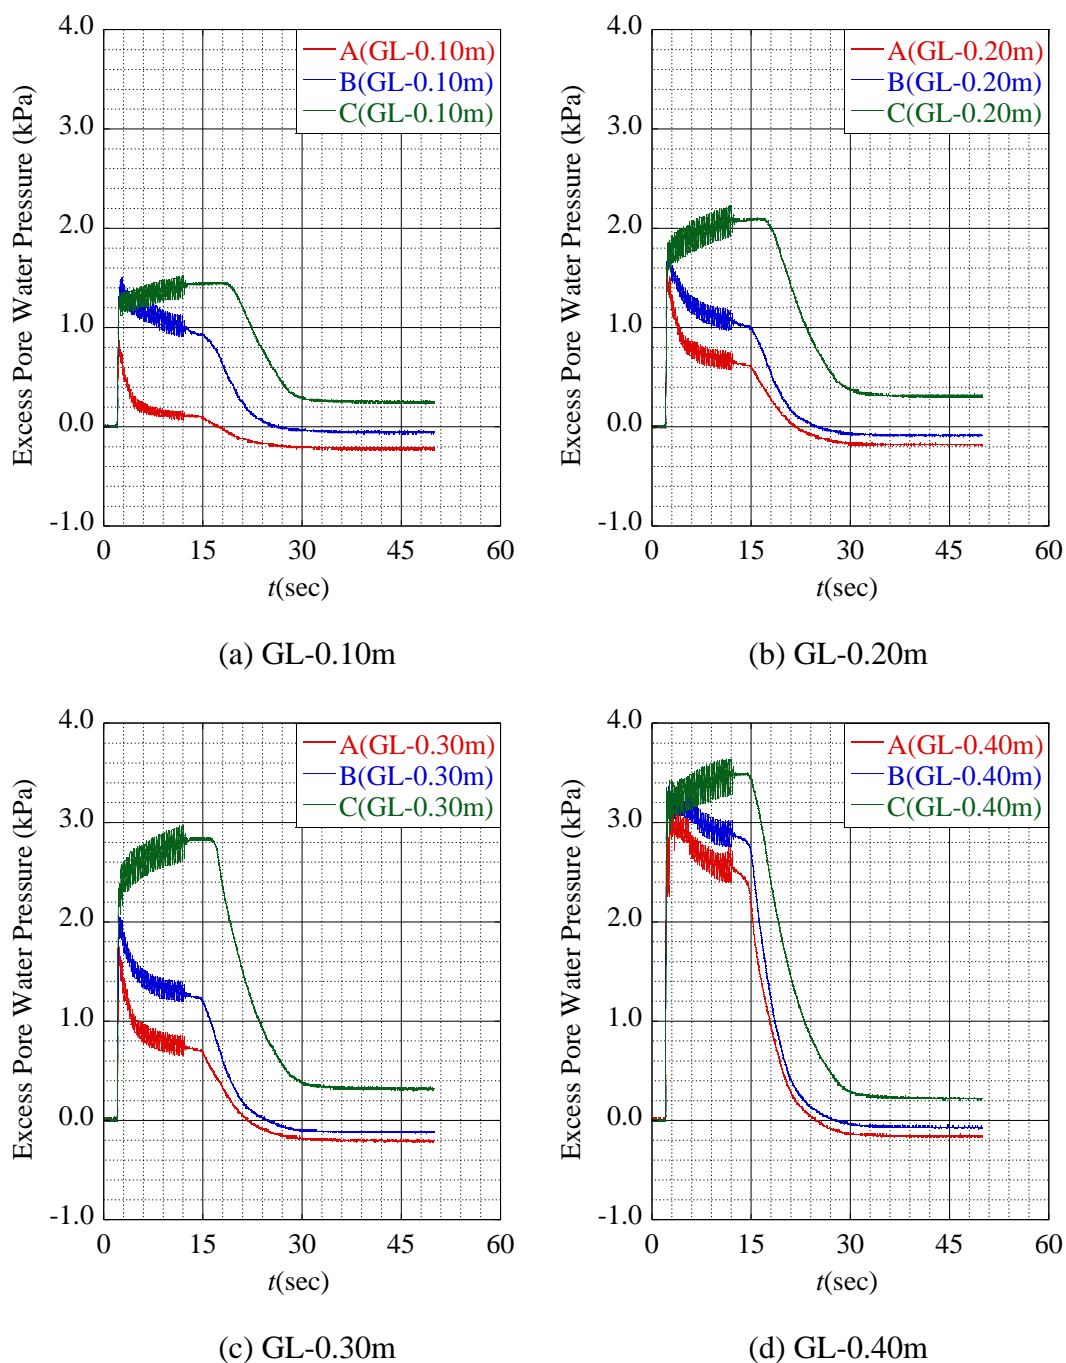 4.0
3.0
2.0
1.0
0.0
-1.0
Excess Pore Water Pressure (kPa)
A(GL-0.10m)
B(GL-0.10m)
C(GL-0.10m)
0 15 30 45 60
t(sec)
(a) GL-0.10m
4.0
3.0
2.0
1.0
0.0
-1.0
Excess Pore Water Pressure (kPa)
A(GL-0.20m)
B(GL-0.20m)
C(GL-0.20m)
0 15 30 45 60
t(sec)
(b) GL-0.20m
4.0
3.0
2.0
1.0
0.0
-1.0
Excess Pore Water Pressure (kPa)
A(GL-0.30m)
B(GL-0.30m)
C(GL-0.30m)
0 15 30 45 60
t(sec)
(c) GL-0.30m
4.0
3.0
2.0
1.0
0.0
-1.0
Excess Pore Water Pressure (kPa)
A(GL-0.40m)
B(GL-0.40m)
C(GL-0.40m)
0 15 30 45 60
t(sec)
(d) GL-0.40m